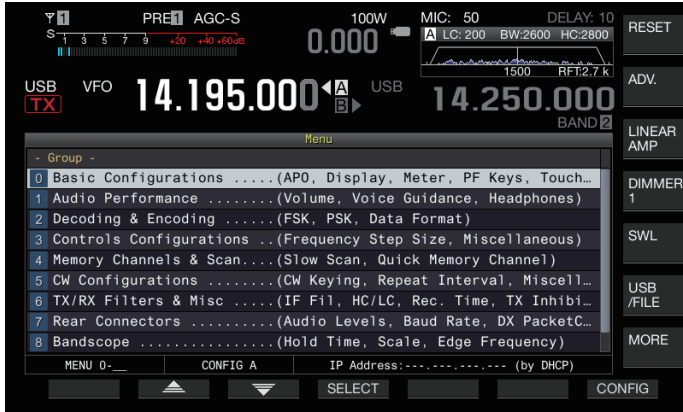 1 PRE1 AGC-S 100W MIC: 50 DELAY: 10
S 1 3 5 7 9 +20 +40 +60dB 0.000 A LC: 200 BW:2600 HC:2800
1500 RFT:2.7 k
USB VFO 14.195.000 A USB 14.250.000
TX B BAND 2
Menu
- Group -
0 Basic Configurations .....(APO, Display, Meter, PF Keys, Touch…
1 Audio Performance ........(Volume, Voice Guidance, Headphones)
2 Decoding & Encoding ......(FSK, PSK, Data Format)
3 Controls Configurations ..(Frequency Step Size, Miscellaneous)
4 Memory Channels & Scan....(Slow Scan, Quick Memory Channel)
5 CW Configurations ........(CW Keying, Repeat Interval, Miscell…
6 TX/RX Filters & Misc .....(IF Fil, HC/LC, Rec. Time, TX Inhibi…
7 Rear Connectors ..........(Audio Levels, Baud Rate, DX PacketC…
8 Bandscope ................(Hold Time, Scale, Edge Frequency)
MENU 0-__ CONFIG A IP Address:---.---.---.--- (by DHCP)
SELECT CONFIG
RESET
ADV.
LINEAR
AMP
DIMMER
1
SWL
USB
/FILE
MORE